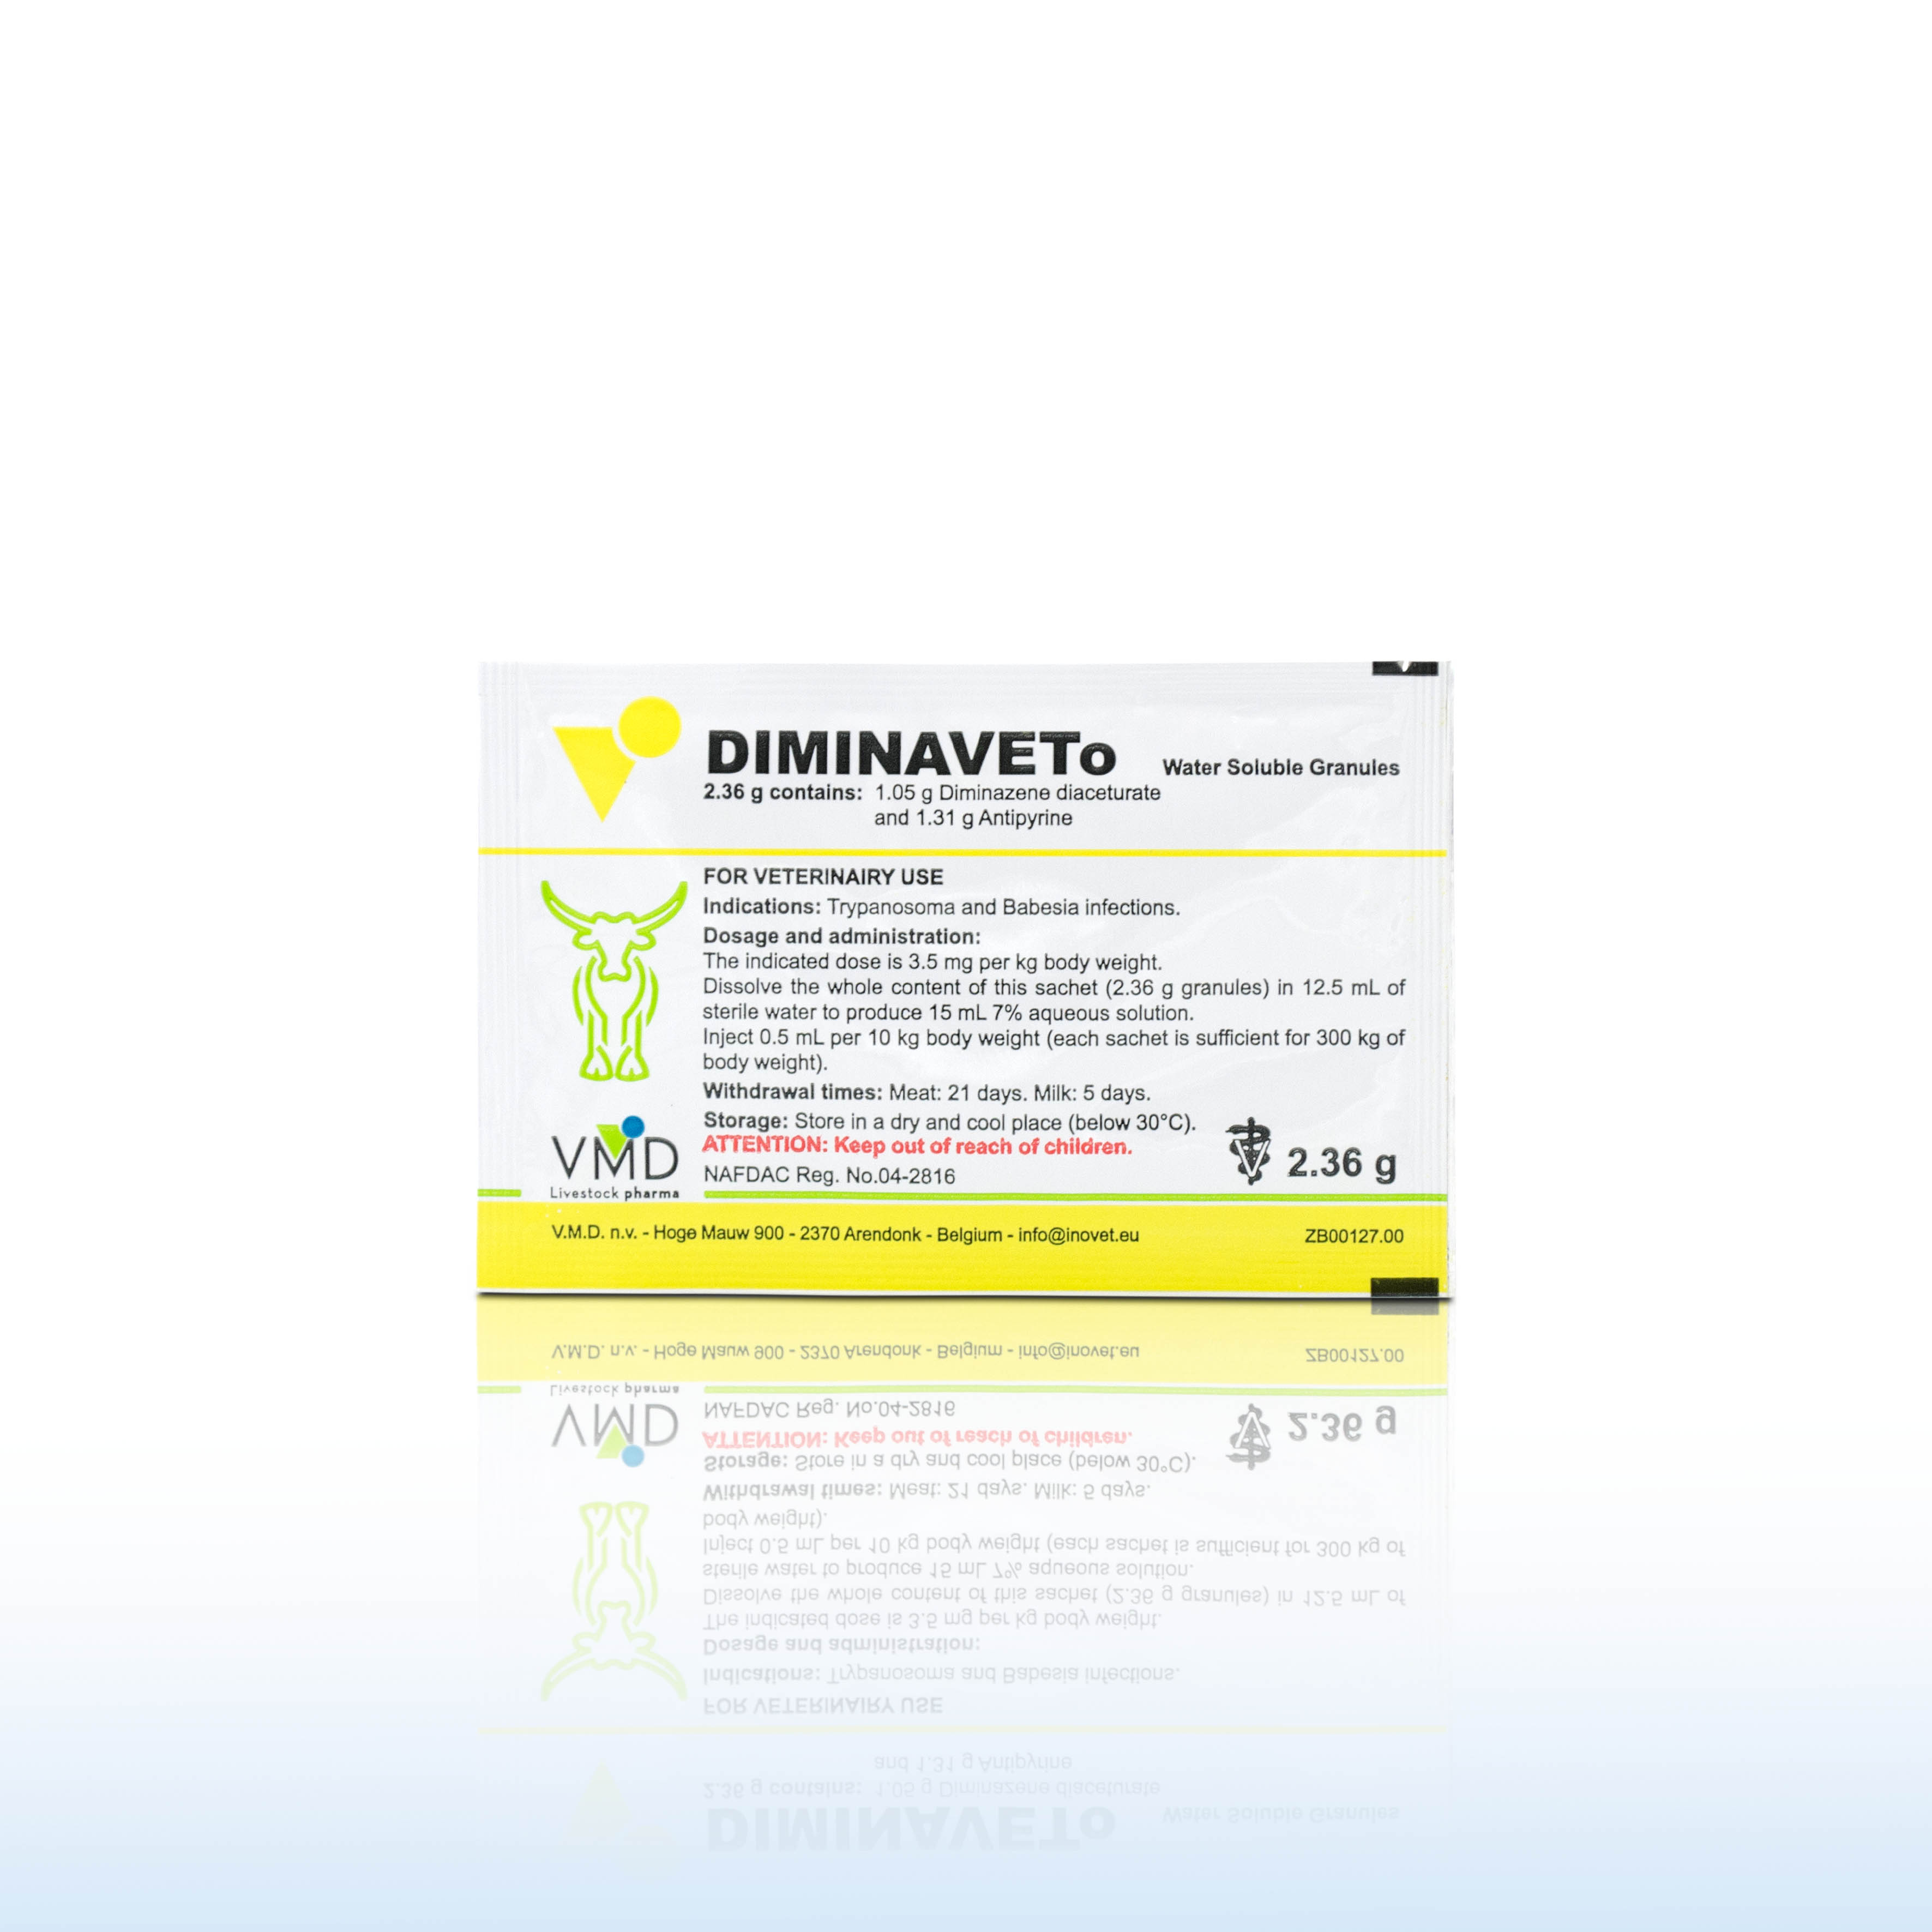 DIMINAVETo Water Soluble Granules
2.36 g contains: 1.05 g Diminazene diaceturate
and 1.31 g Antipyrine
FOR VETERINAIRY USE
Indications: Trypanosoma and Babesia infections.
Dosage and administration:
The indicated dose is 3.5 mg per kg body weight.
Dissolve the whole content of this sachet (2.36 g granules) in 12.5 mL of
sterile water to produce 15 mL 7% aqueous solution.
Inject 0.5 mL per 10 kg body weight (each sachet is sufficient for 300 kg of
body weight).
Withdrawal times: Meat: 21 days. Milk: 5 days.
Storage: Store in a dry and cool place (below 30°C).
ATTENTION: Keep out of reach of children.
NAFDAC Reg. No.04-2816
V 2.36 g
VMD
Livestock pharma
V.M.D. n.v. - Hoge Mauw 900 - 2370 Arendonk - Belgium - info@inovet.eu ZB00127.00